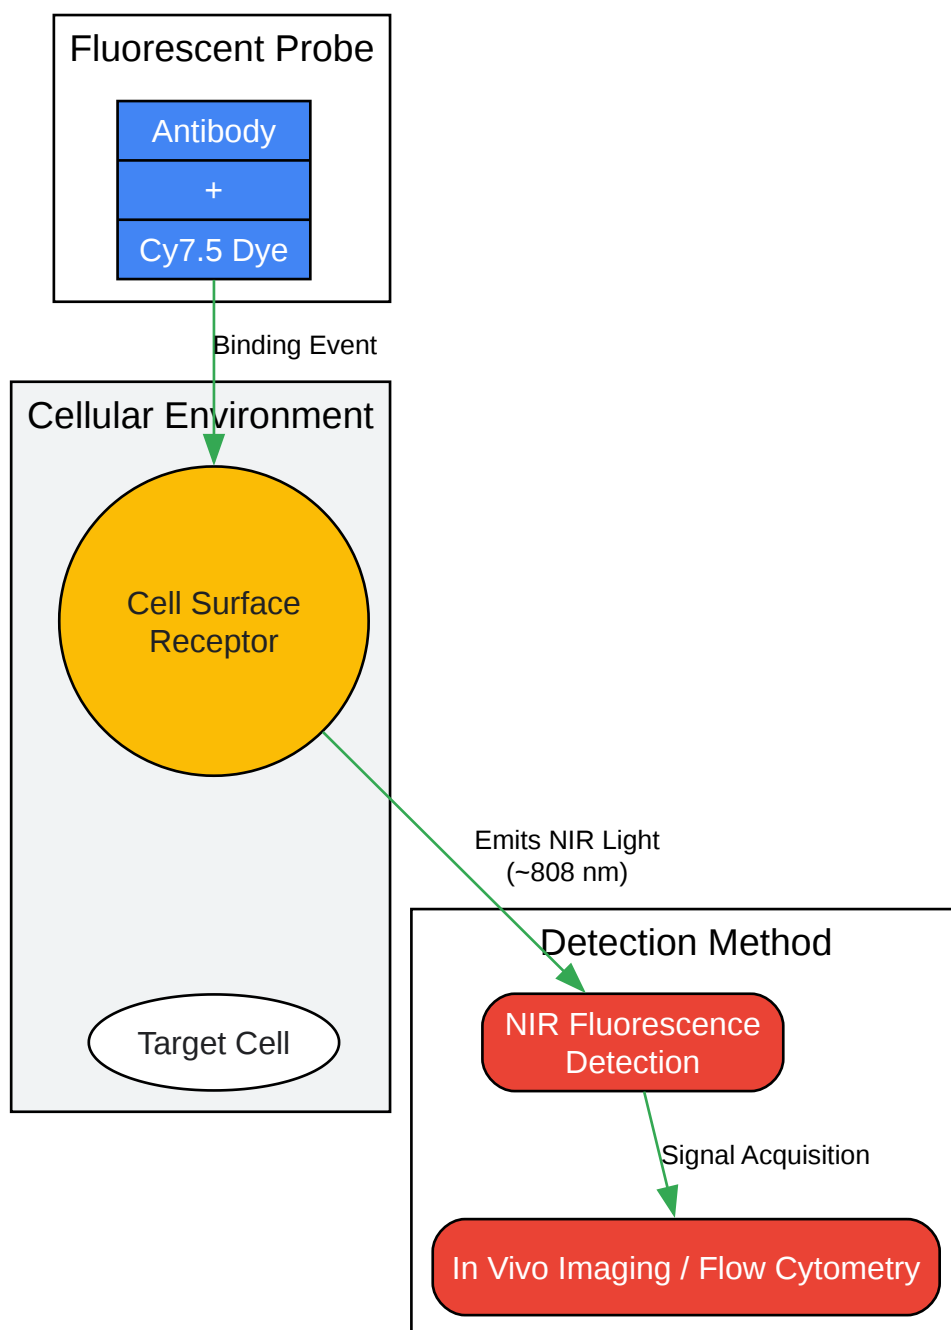 Fluorescent Probe
Antibody
+
Cy7.5 Dye
Binding Event
Cellular Environment
Cell Surface
Receptor
Emits NIR Light
(~808 nm)
Detection Method
NIR Fluorescence
Detection
Target Cell
Signal Acquisition
In Vivo Imaging / Flow Cytometry